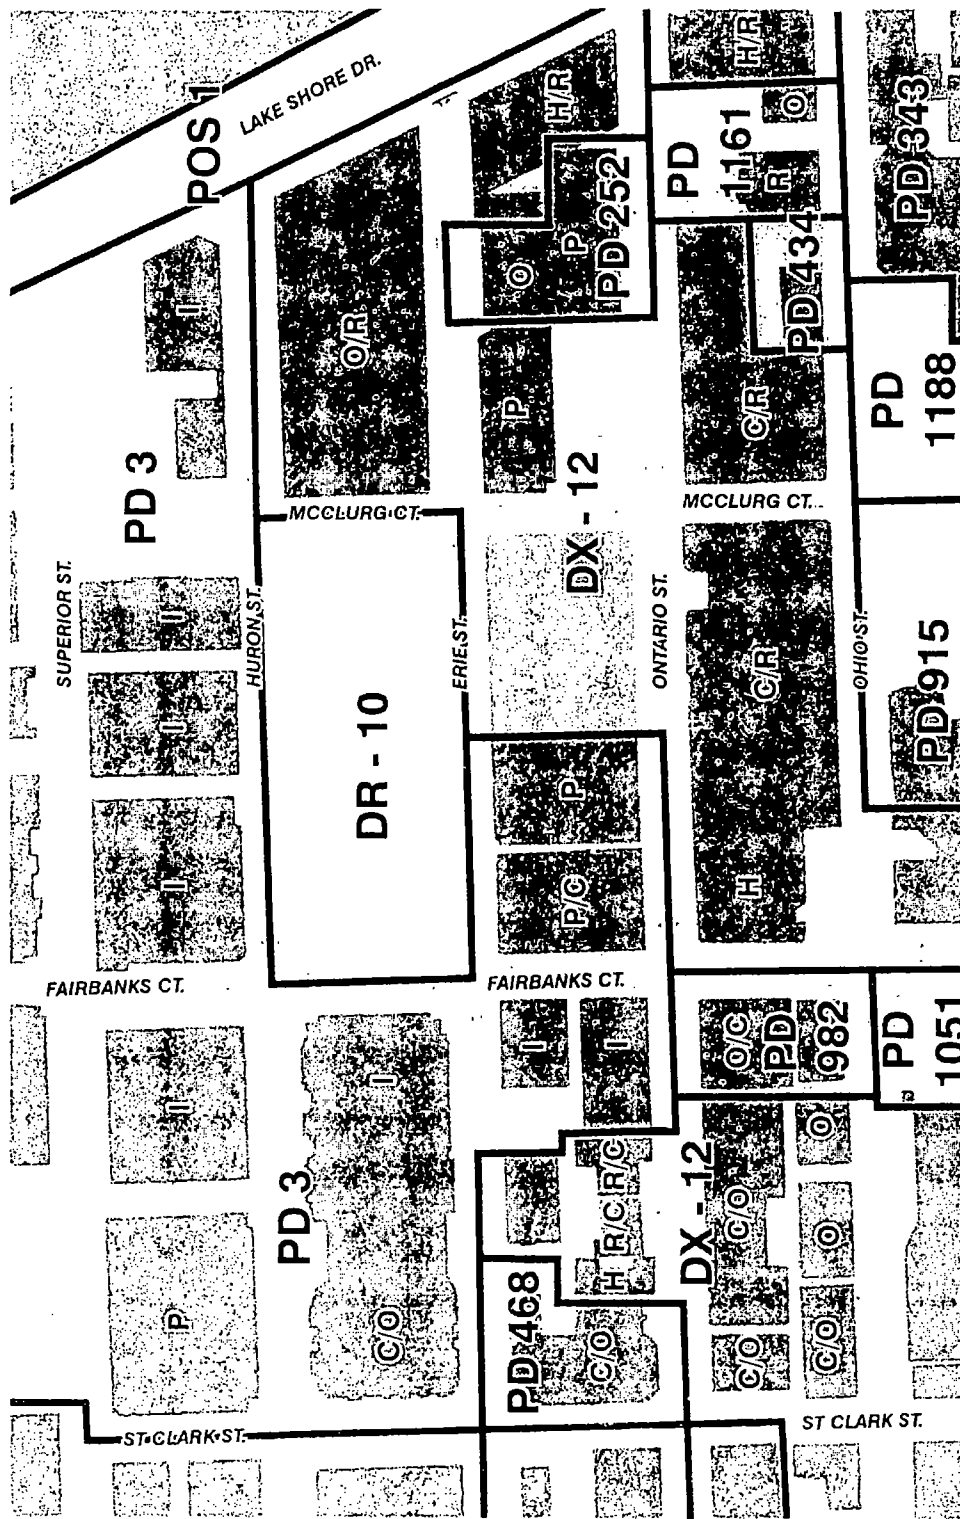 POS 1
LAKE SHORE DR.
H/R
H/R
O
PD
1161
R
PD 343
I
O/R
O
P
PD 252
PD 434
P
C/R
PD
1188
PD 3
MCCLURG CT.
DX - 12
MCCLURG CT.
SUPERIOR ST.
I
HURON ST.
ERIE ST.
ONTARIO ST.
C/R
OHIO ST.
PD 915
I
DR - 10
P
I
P/C
H
FAIRBANKS CT.
FAIRBANKS CT.
I
I
I
I
O/C
PD
982
PD
1051
PD 3
R/C
R/C
H
DX - 12
C/O
O
O
P
C/O
PD 468
C/O
C/O
C/O
ST CLARK ST.
ST CLARK ST.